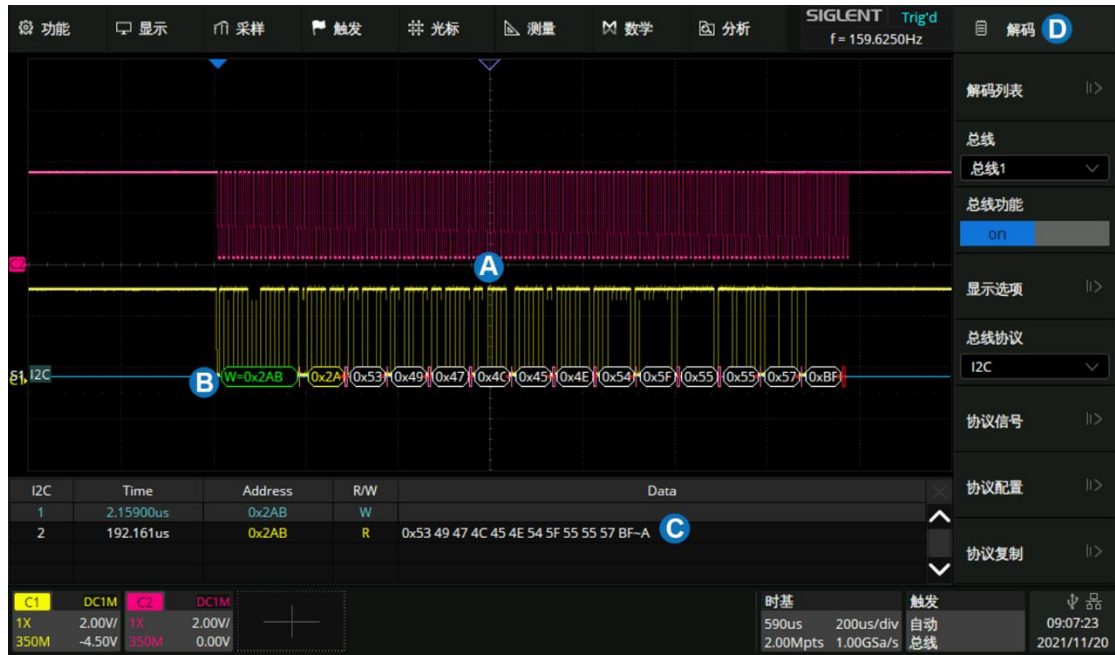 功能 显示 采样 触发 光标 测量 数学 分析 SIGLENT Trig'd
f = 159.6250Hz
解码 D
解码列表
总线
总线1
总线功能
on
显示选项
总线协议
I2C
协议信号
协议配置
协议复制
C2
A
I2C
B W=0x2AB 0x2A 0x53 0x49 0x47 0x4C 0x45 0x4E 0x54 0x5F 0x55 0x55 0x57 0xBF
I2C Time Address R/W Data
1 2.15900us 0x2AB W
2 192.161us 0x2AB R 0x53 49 47 4C 45 4E 54 5F 55 55 57 BF~A C
C1 DC1M C2 DC1M
1X 2.00V/ 1X 2.00V/
350M -4.50V 350M 0.00V
时基 触发
590us 200us/div 自动
2.00Mpts 1.00GSa/s 总线
09:07:23
2021/11/20